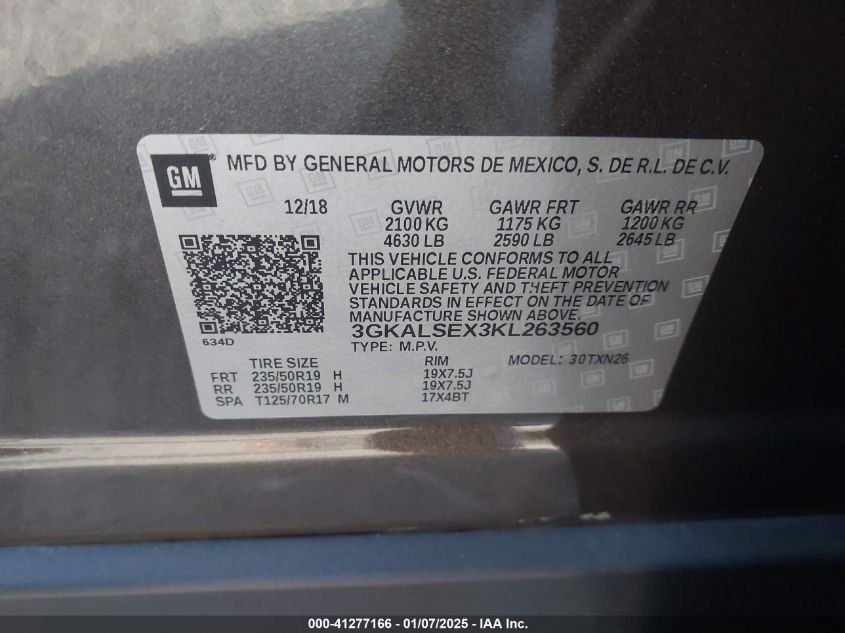 GM® MFD BY GENERAL MOTORS DE MEXICO, S. DE R.L. DE C.V.
12/18 GVWR GAWR FRT GAWR RR
2100 KG 1175 KG 1200 KG
4630 LB 2590 LB 2645 LB
THIS VEHICLE CONFORMS TO ALL
APPLICABLE U.S. FEDERAL MOTOR
VEHICLE SAFETY AND THEFT PREVENTION
STANDARDS IN EFFECT ON THE DATE OF
MANUFACTURE SHOWN ABOVE.
3GKALSEX3KL263560
634D
TYPE: M.P.V. MODEL: 30TXN26
TIRE SIZE RIM
FRT 235/50R19 H 19X7.5J
RR 235/50R19 H 19X7.5J
SPA T125/70R17 M 17X4BT
000-41277166 - 01/07/2025 - IAA Inc.